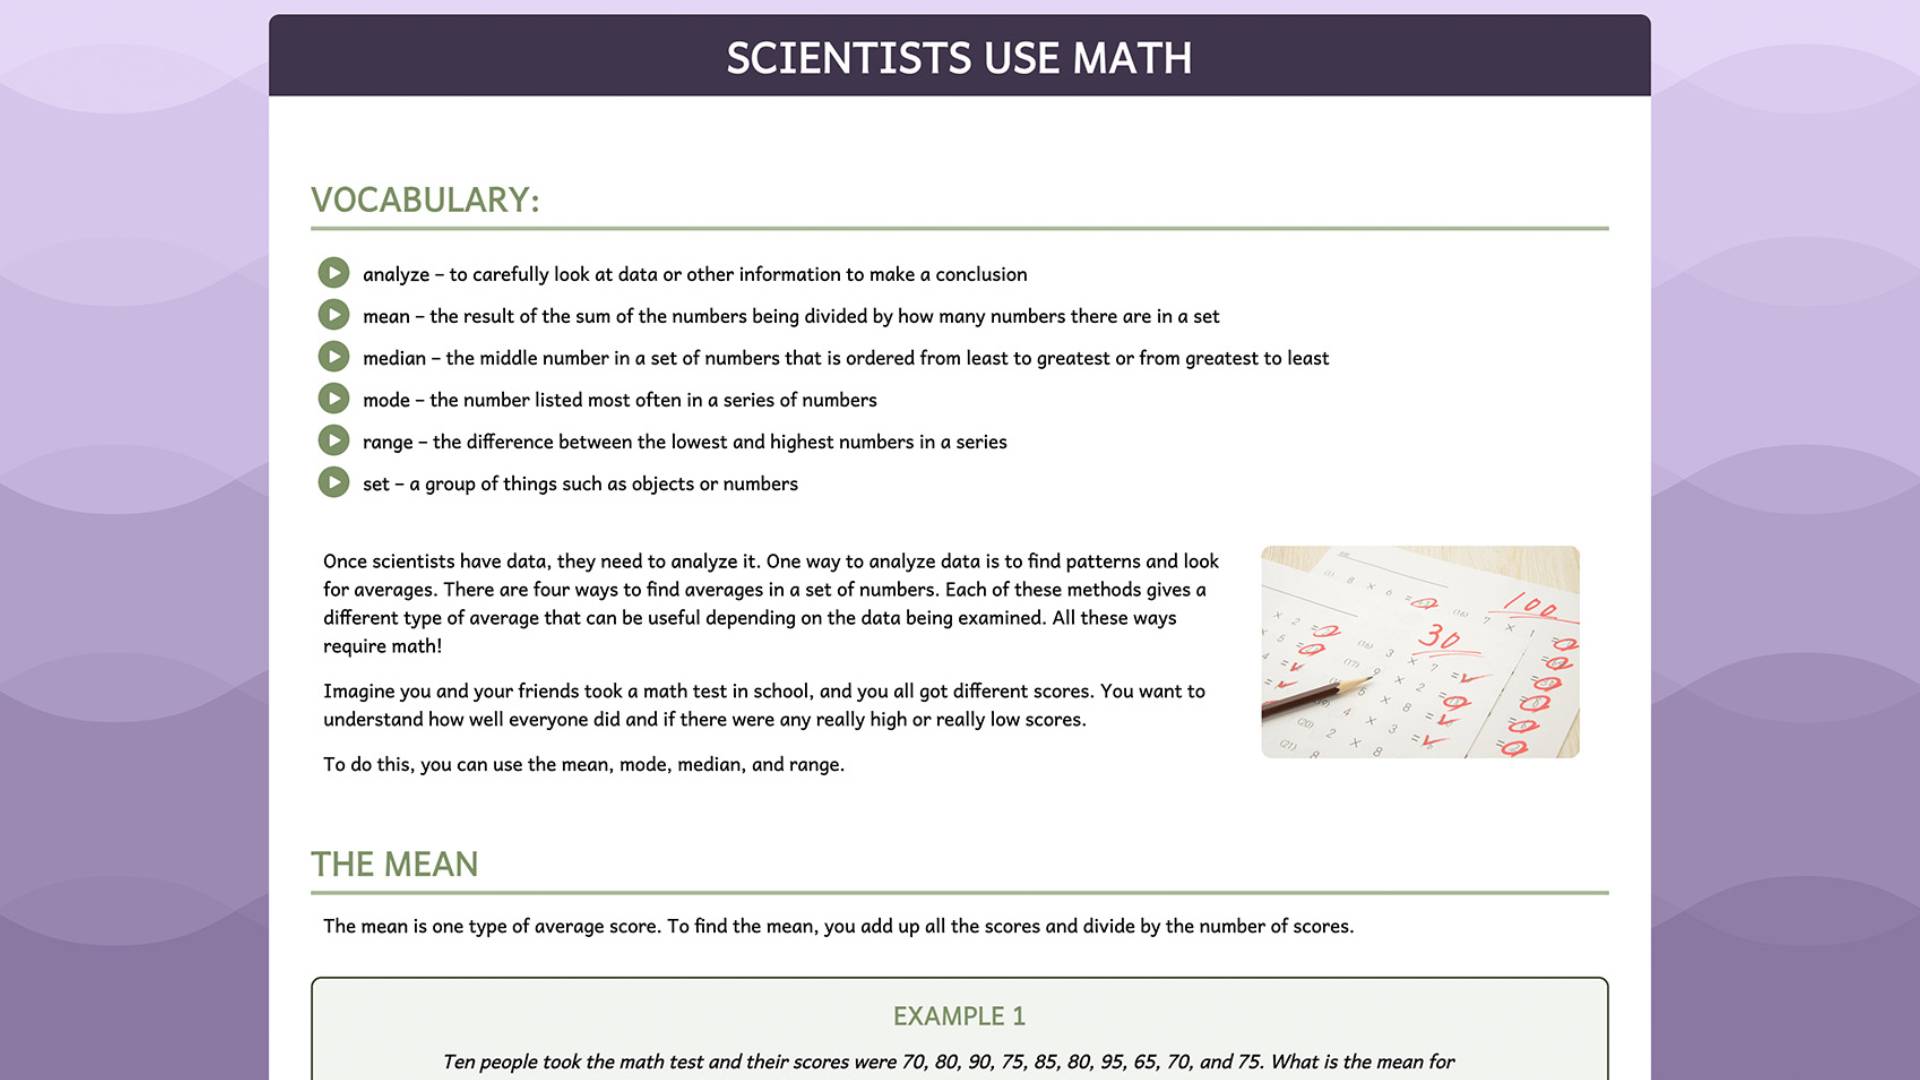 SCIENTISTS USE MATH
VOCABULARY:
analyze – to carefully look at data or other information to make a conclusion
mean – the result of the sum of the numbers being divided by how many numbers there are in a set
median – the middle number in a set of numbers that is ordered from least to greatest or from greatest to least
mode – the number listed most often in a series of numbers
range – the difference between the lowest and highest numbers in a series
set – a group of things such as objects or numbers
Once scientists have data, they need to analyze it. One way to analyze data is to find patterns and look
for averages. There are four ways to find averages in a set of numbers. Each of these methods gives a
different type of average that can be useful depending on the data being examined. All these ways
require math!
Imagine you and your friends took a math test in school, and you all got different scores. You want to
understand how well everyone did and if there were any really high or really low scores.
To do this, you can use the mean, mode, median, and range.
100
30
THE MEAN
The mean is one type of average score. To find the mean, you add up all the scores and divide by the number of scores.
EXAMPLE 1
Ten people took the math test and their scores were 70, 80, 90, 75, 85, 80, 95, 65, 70, and 75. What is the mean for